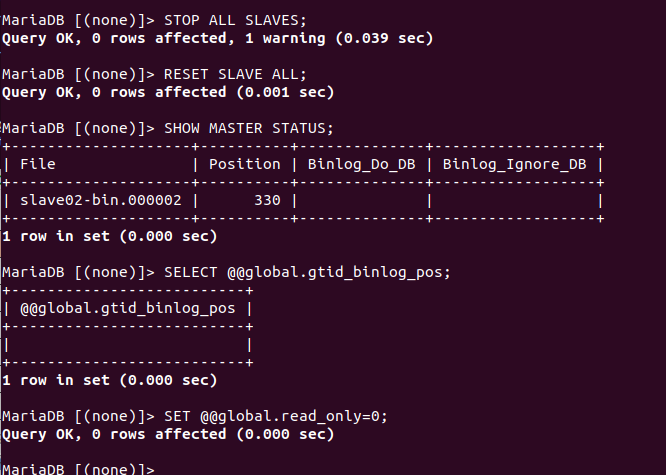 MariaDB [(none)]> STOP ALL SLAVES;
Query OK, 0 rows affected, 1 warning (0.039 sec)
MariaDB [(none)]> RESET SLAVE ALL;
Query OK, 0 rows affected (0.001 sec)
MariaDB [(none)]> SHOW MASTER STATUS;
+--------------------+----------+--------------+------------------+
| File               | Position | Binlog_Do_DB | Binlog_Ignore_DB |
+--------------------+----------+--------------+------------------+
| slave02-bin.000002 |      330 |              |                  |
+--------------------+----------+--------------+------------------+
1 row in set (0.000 sec)
MariaDB [(none)]> SELECT @@global.gtid_binlog_pos;
+--------------------------+
| @@global.gtid_binlog_pos |
+--------------------------+
|                          |
+--------------------------+
1 row in set (0.000 sec)
MariaDB [(none)]> SET @@global.read_only=0;
Query OK, 0 rows affected (0.000 sec)
MariaDB [(none)]>